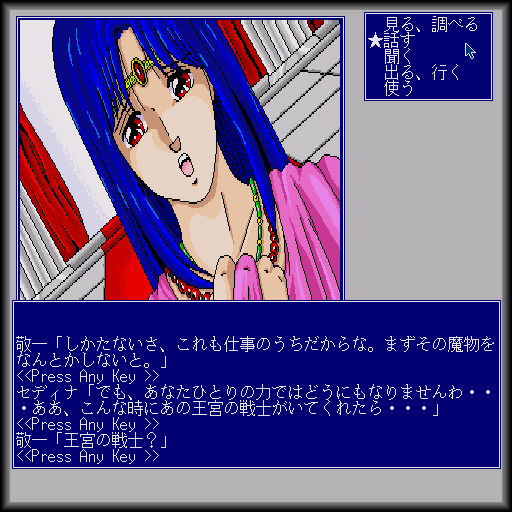 見る、調べる
★話す
聞く
出る、行く
使う
敬一「しかたないさ、これも仕事のうちだからな。まずその魔物を
なんとかしないと。」
<<Press Any Key >>
セディナ「でも、あなたひとりの力ではどうにもなりませんわ・・
・ああ、こんな時にあの王宮の戦士がいてくれたら・・・」
<<Press Any Key >>
敬一「王宮の戦士?」
<<Press Any Key >>